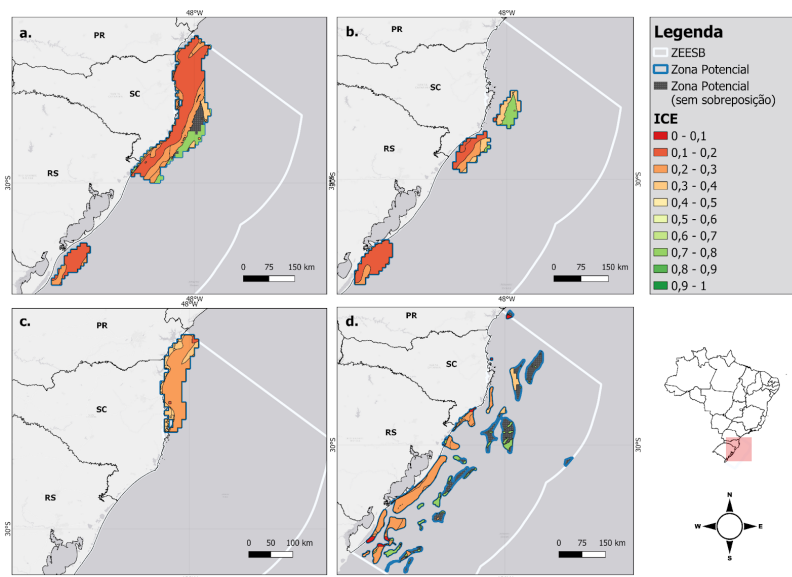 48°W
a.
PR
SC
RS
30°S
0 75 150 km
48°W
b.
PR
SC
RS
30°S
0 75 150 km
Legenda
ZEESB
Zona Potencial
Zona Potencial
(sem sobreposição)
ICE
0 - 0,1
0,1 - 0,2
0,2 - 0,3
0,3 - 0,4
0,4 - 0,5
0,5 - 0,6
0,6 - 0,7
0,7 - 0,8
0,8 - 0,9
0,9 - 1
48°W
c.
PR
SC
RS
30°S
0 50 100 km
48°W
d.
PR
SC
RS
30°S
0 75 150 km
N
W E
S